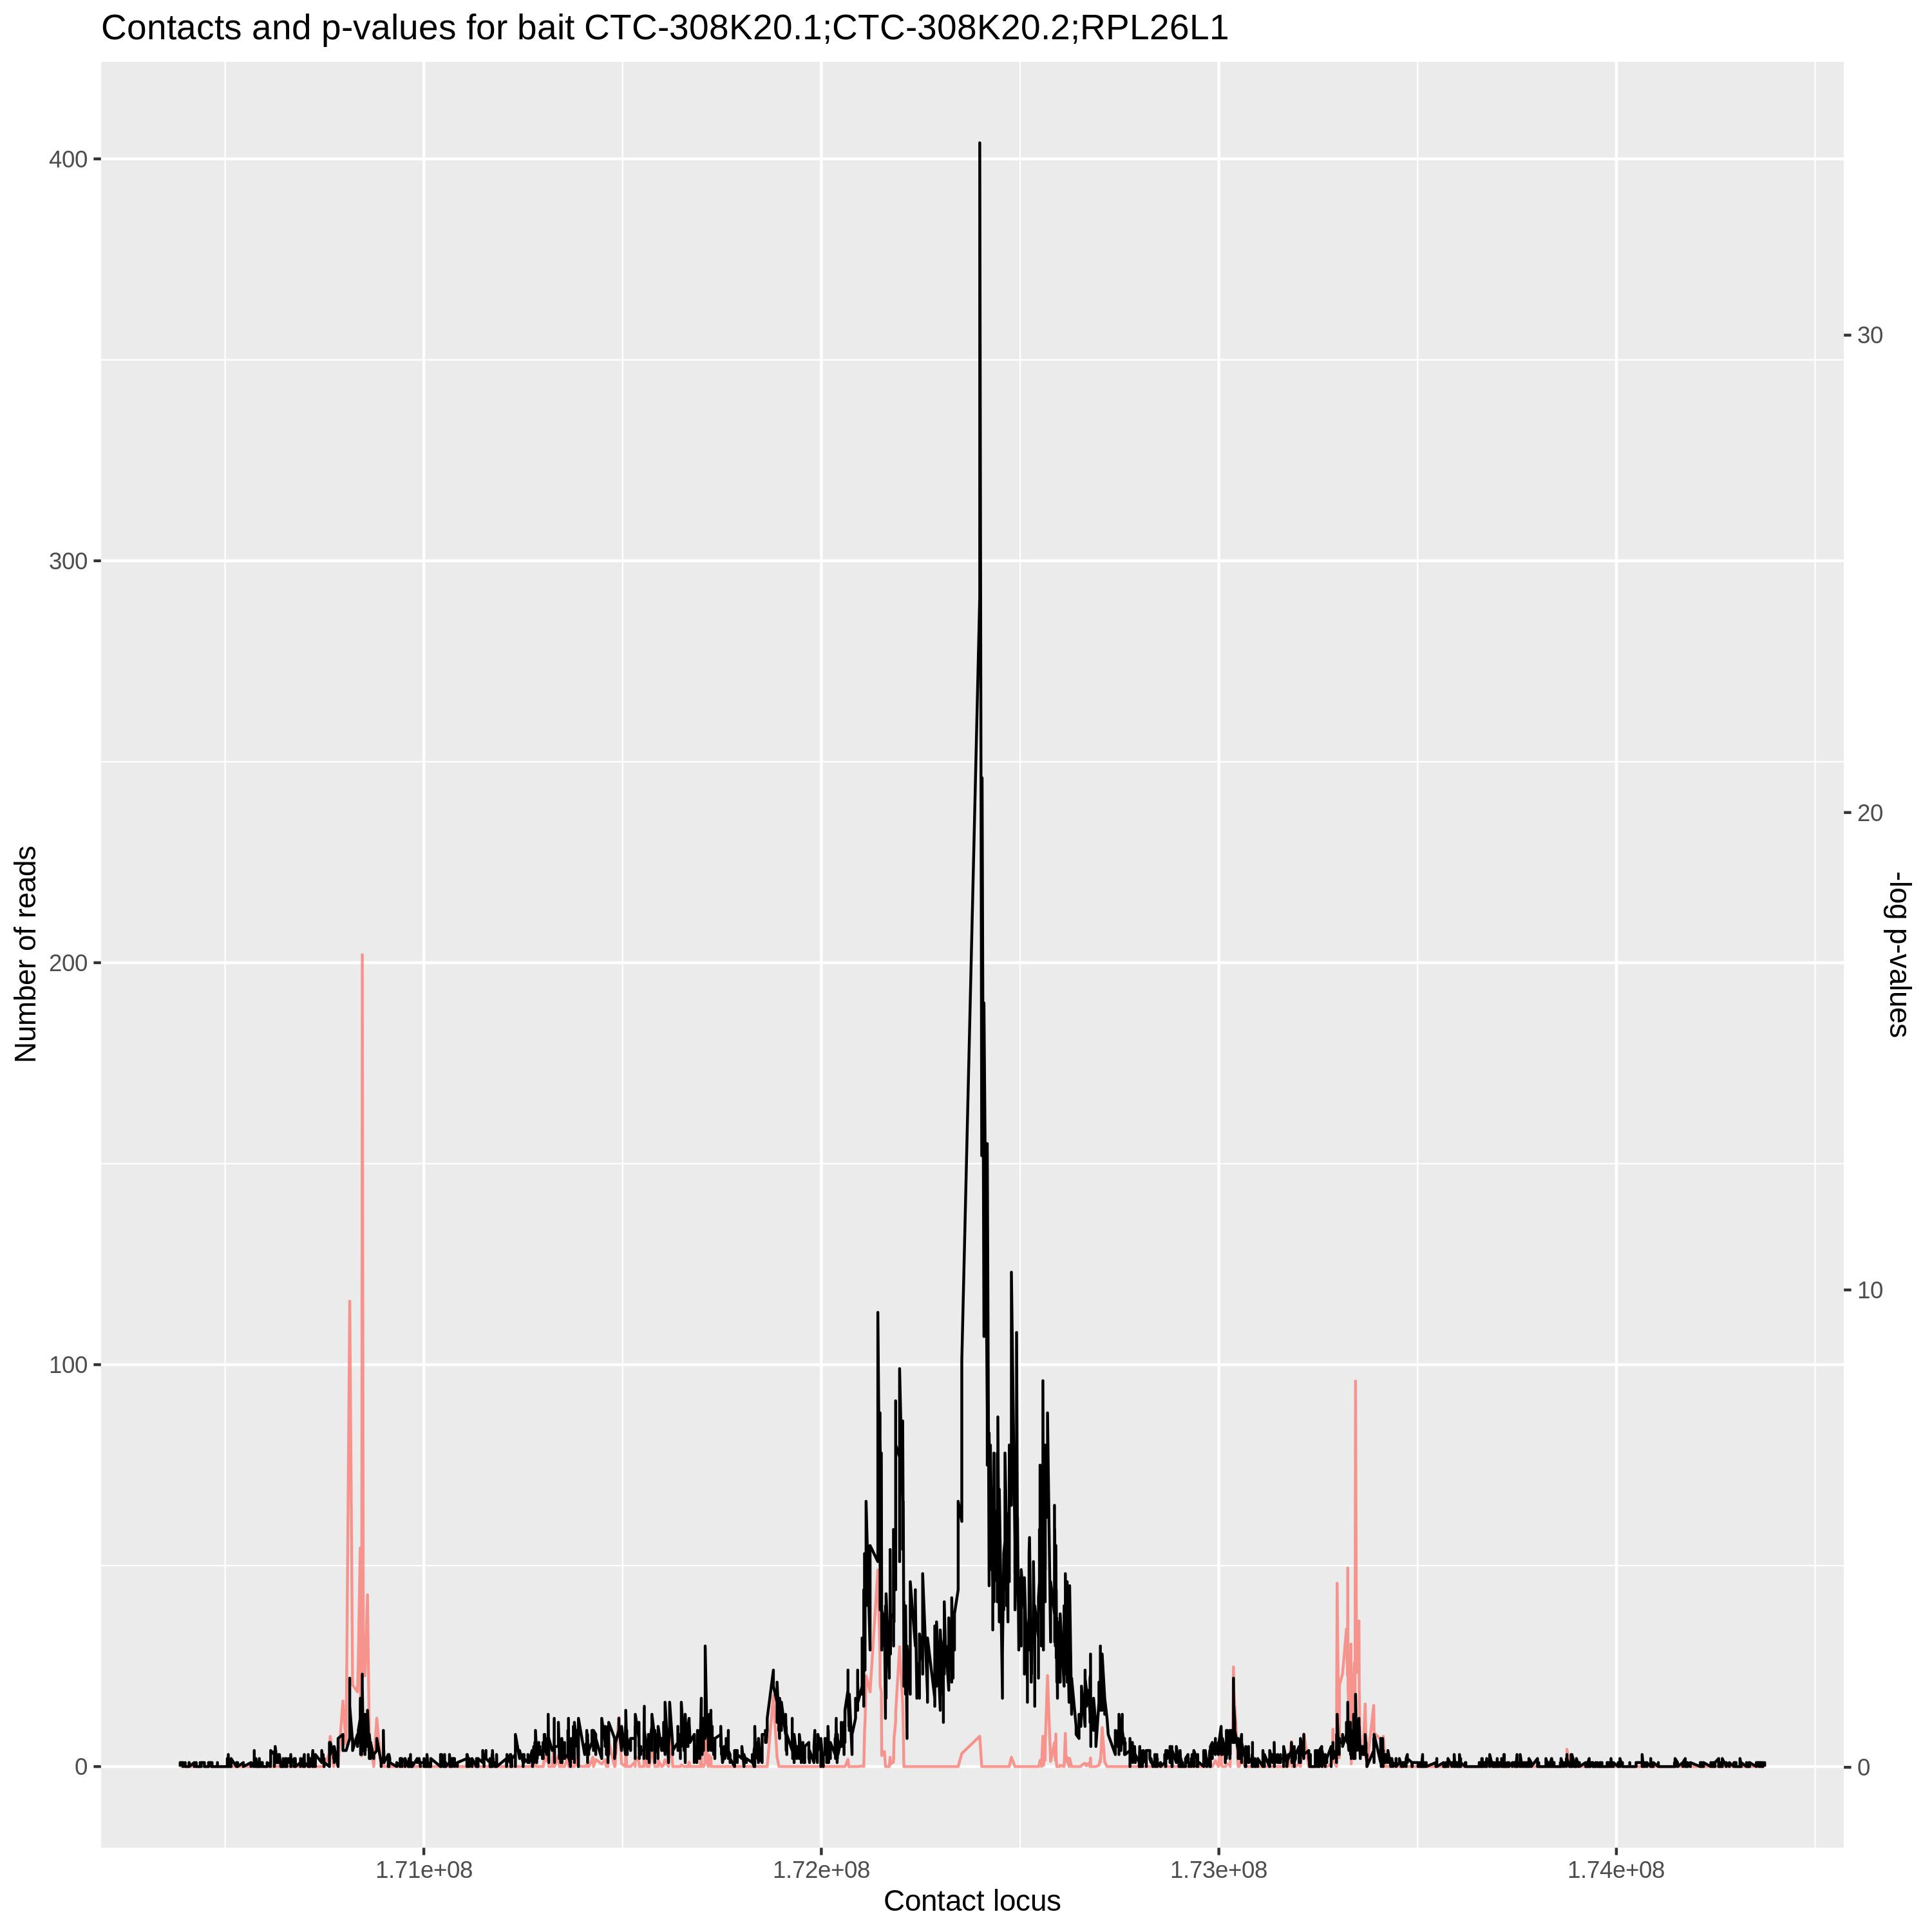 Contacts and p-values for bait CTC-308K20.1;CTC-308K20.2;RPL26L1
400
300
200
100
0
Number of reads
30
20
10
0
-log p-values
1.71e+08 1.72e+08 1.73e+08 1.74e+08
Contact locus